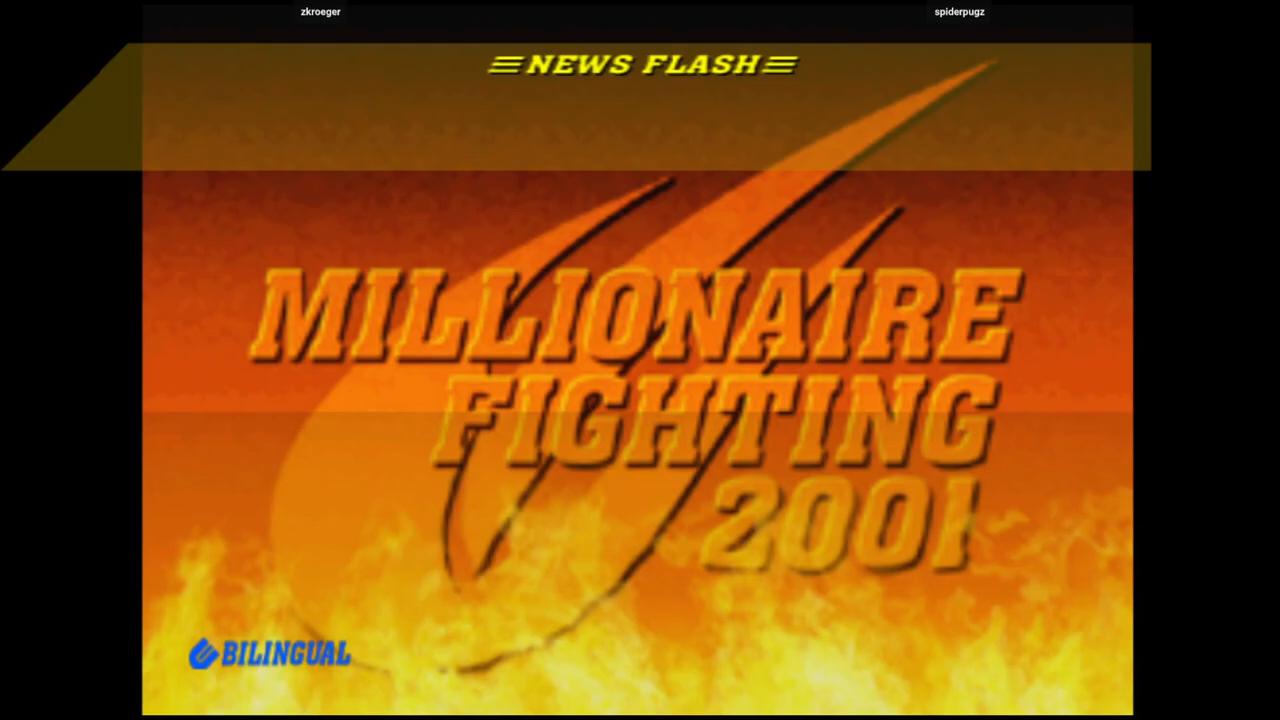 zkroeger
spiderpugz
NEWS FLASH
MILLIONAIRE
FIGHTING
2001
BILINGUAL